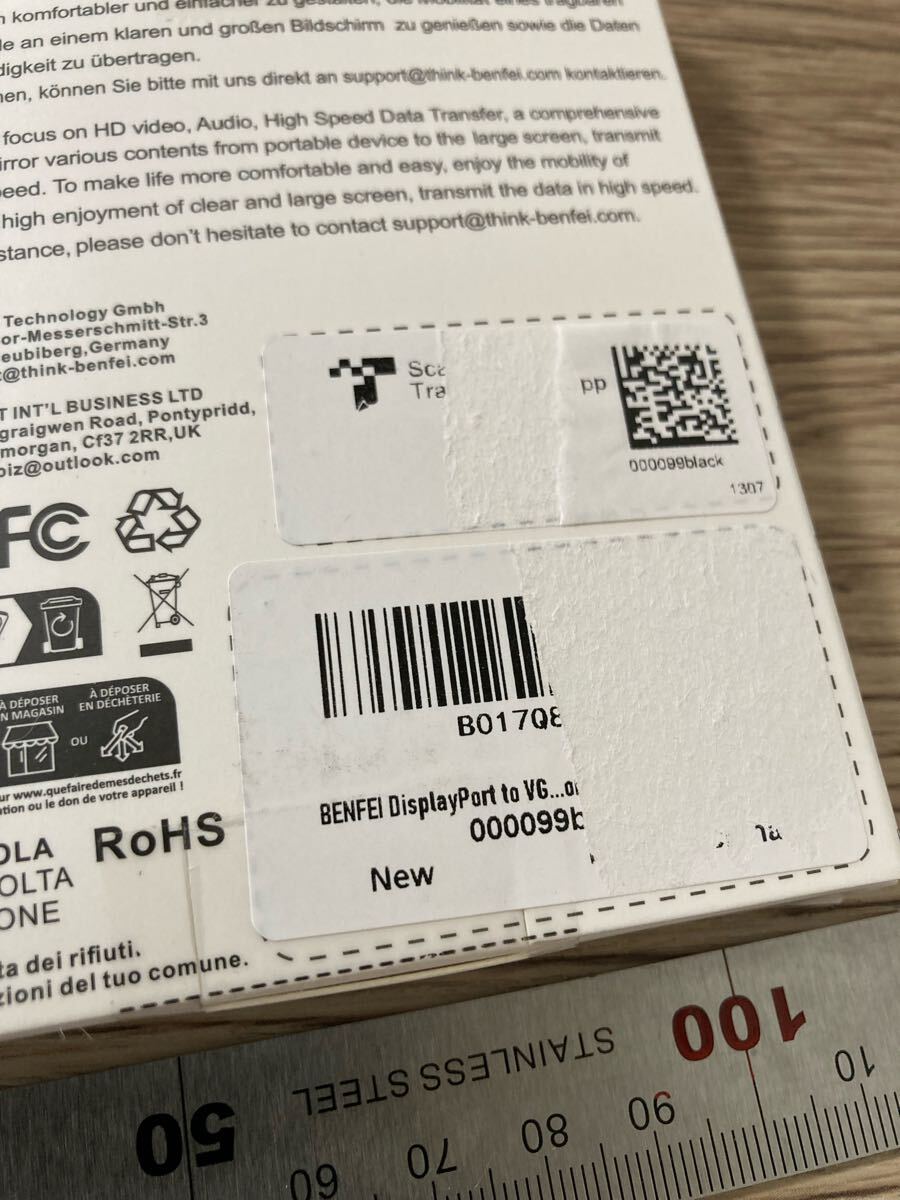 komfortabler und einfacher zu gestalten, die Mobilität eines tragbaren
an einem klaren und großen Bildschirm zu genießen sowie die Daten
digkeit zu übertragen.
nen, können Sie bitte mit uns direkt an support@think-benfei.com kontaktieren.
focus on HD video, Audio, High Speed Data Transfer, a comprehensive
irror various contents from portable device to the large screen, transmit
peed. To make life more comfortable and easy, enjoy the mobility of
high enjoyment of clear and large screen, transmit the data in high speed.
stance, please don't hesitate to contact support@think-benfei.com.
Technology Gmbh
or-Messerschmitt-Str.3
eubiberg,Germany
@think-benfei.com
T INT'L BUSINESS LTD
graigwen Road, Pontypridd,
morgan, Cf37 2RR,UK
biz@outlook.com
Sca
Tra
pp
000099black
1307
FC
À DÉPOSER
N MAGASIN
OU
À DÉPOSER
EN DÉCHÈTERIE
ur www.quefairedemesdechets.fr
tion ou le don de votre appareil !
B017Q8
BENFEI DisplayPort to VG...or
000099b
New
RoHS
OLA
OLTA
ONE
ta dei rifiuti.
zioni del tuo comune.
STAINLESS STEEL
50
60
70
80
90
100
10